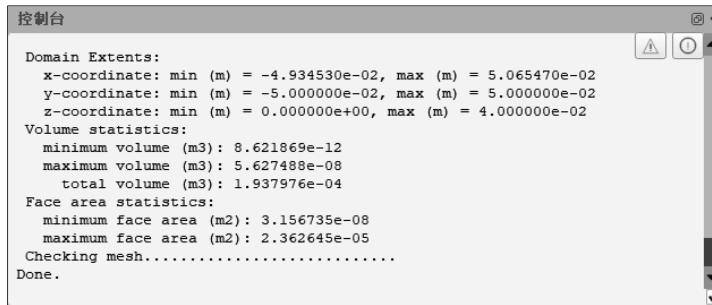 控制台
Domain Extents:
x-coordinate: min (m) = -4.934530e-02, max (m) = 5.065470e-02
y-coordinate: min (m) = -5.000000e-02, max (m) = 5.000000e-02
z-coordinate: min (m) = 0.000000e+00, max (m) = 4.000000e-02
Volume statistics:
minimum volume (m3): 8.621869e-12
maximum volume (m3): 5.627488e-08
total volume (m3): 1.937976e-04
Face area statistics:
minimum face area (m2): 3.156735e-08
maximum face area (m2): 2.362645e-05
Checking mesh............................
Done.